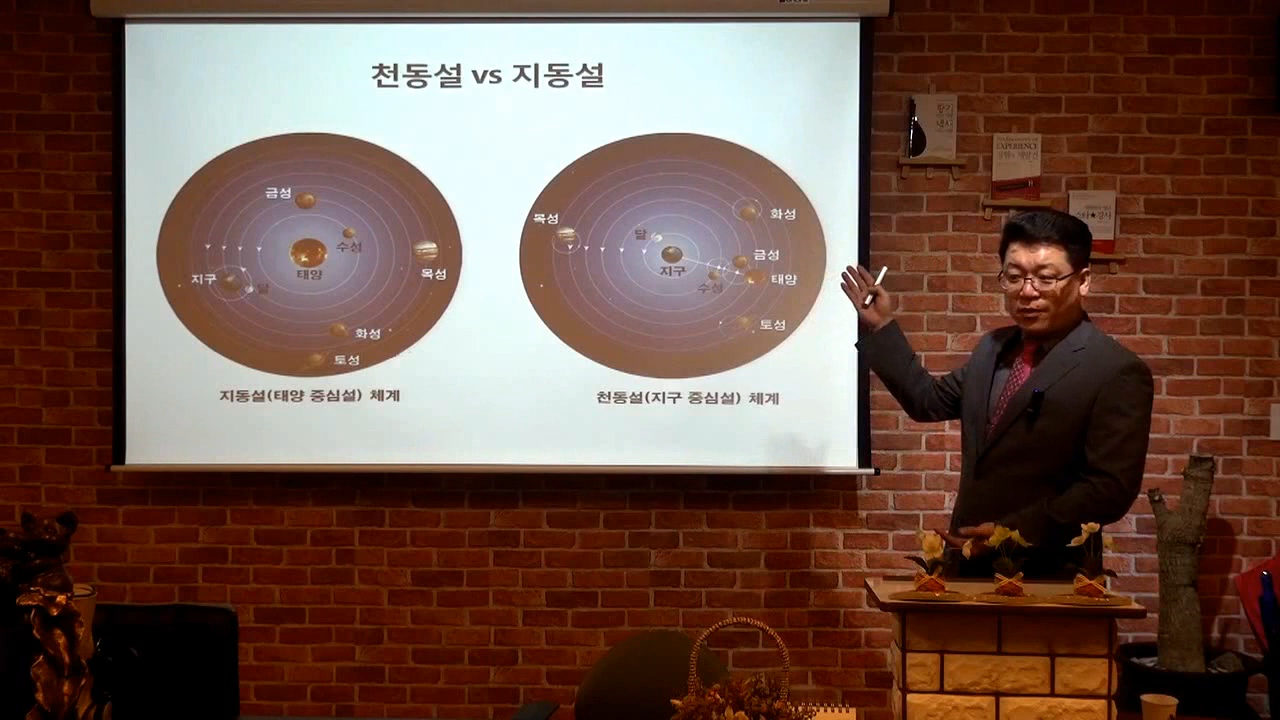 천동설 vs 지동설
금성
수성
태양
목성
지구
달
화성
토성
지동설(태양 중심설) 체계
목성
달
화성
지구
금성
태양
수성
토성
천동설(지구 중심설) 체계
EXPERIENCE